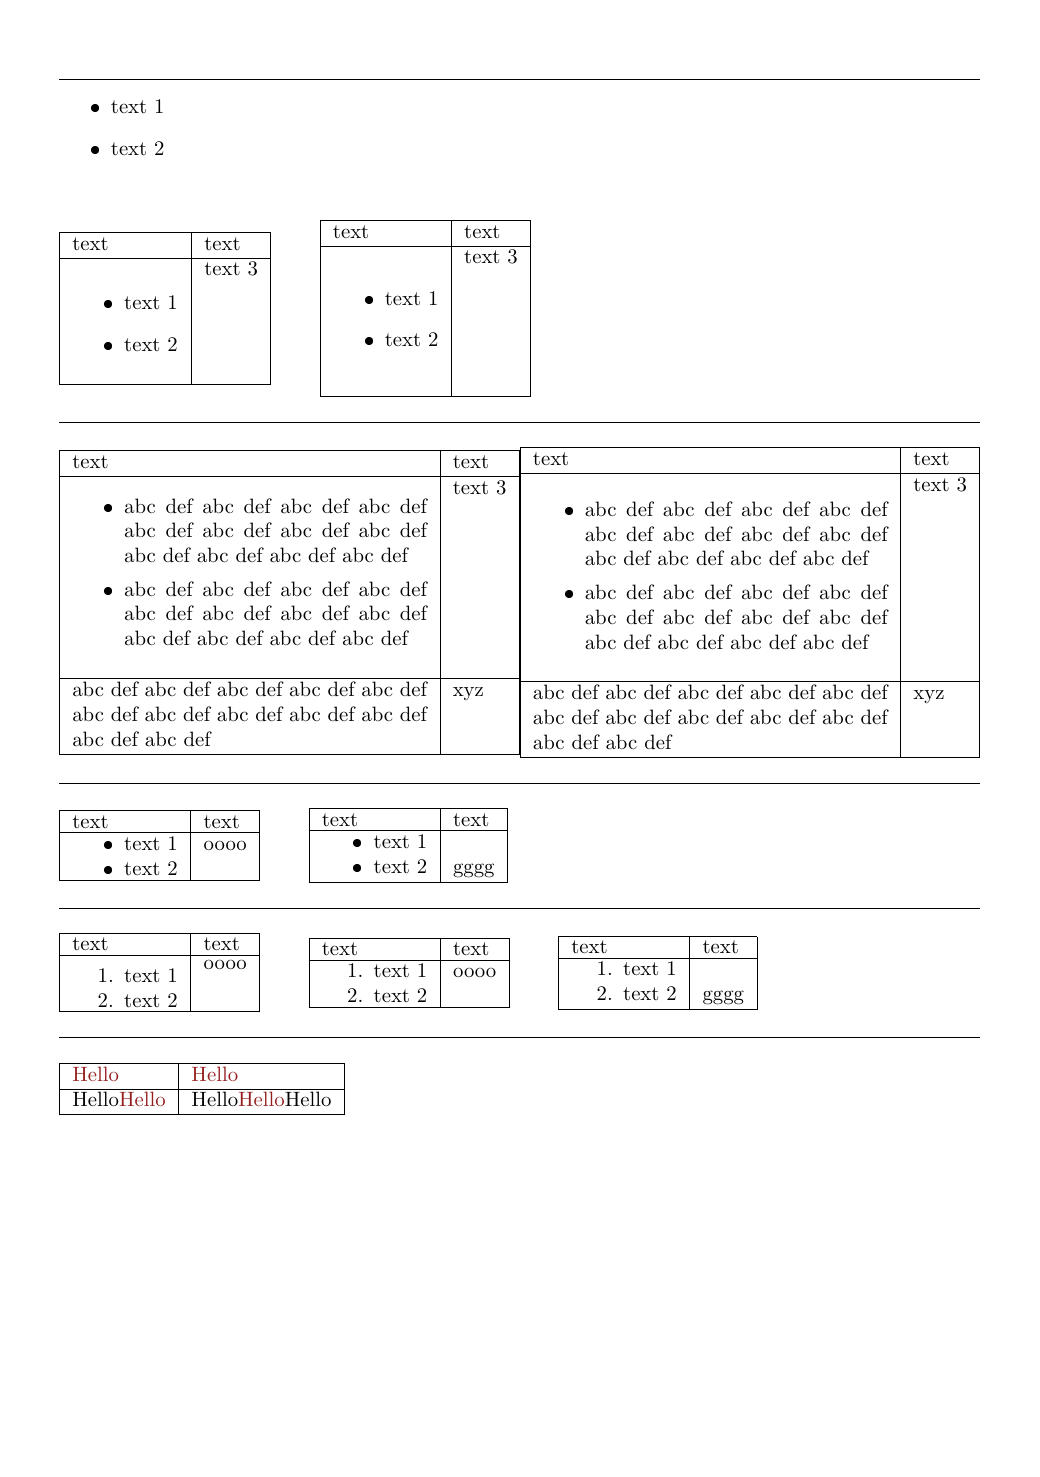 • text 1
• text 2
text text
text 3
• text 1
• text 2
text text
text 3
• text 1
• text 2
text text
text 3
• abc def abc def abc def abc def
abc def abc def abc def abc def
abc def abc def abc def abc def
• abc def abc def abc def abc def
abc def abc def abc def abc def
abc def abc def abc def abc def
abc def abc def abc def abc def abc def xyz
abc def abc def abc def abc def abc def
abc def abc def
text text
text 3
• abc def abc def abc def abc def
abc def abc def abc def abc def
abc def abc def abc def abc def
• abc def abc def abc def abc def
abc def abc def abc def abc def
abc def abc def abc def abc def
abc def abc def abc def abc def abc def xyz
abc def abc def abc def abc def abc def
abc def abc def
text text
• text 1 oooo
• text 2
text text
• text 1
• text 2 gggg
text text
oooo
1. text 1
2. text 2
text text
1. text 1 oooo
2. text 2
text text
1. text 1
2. text 2 gggg
Hello Hello
HelloHello HelloHelloHello